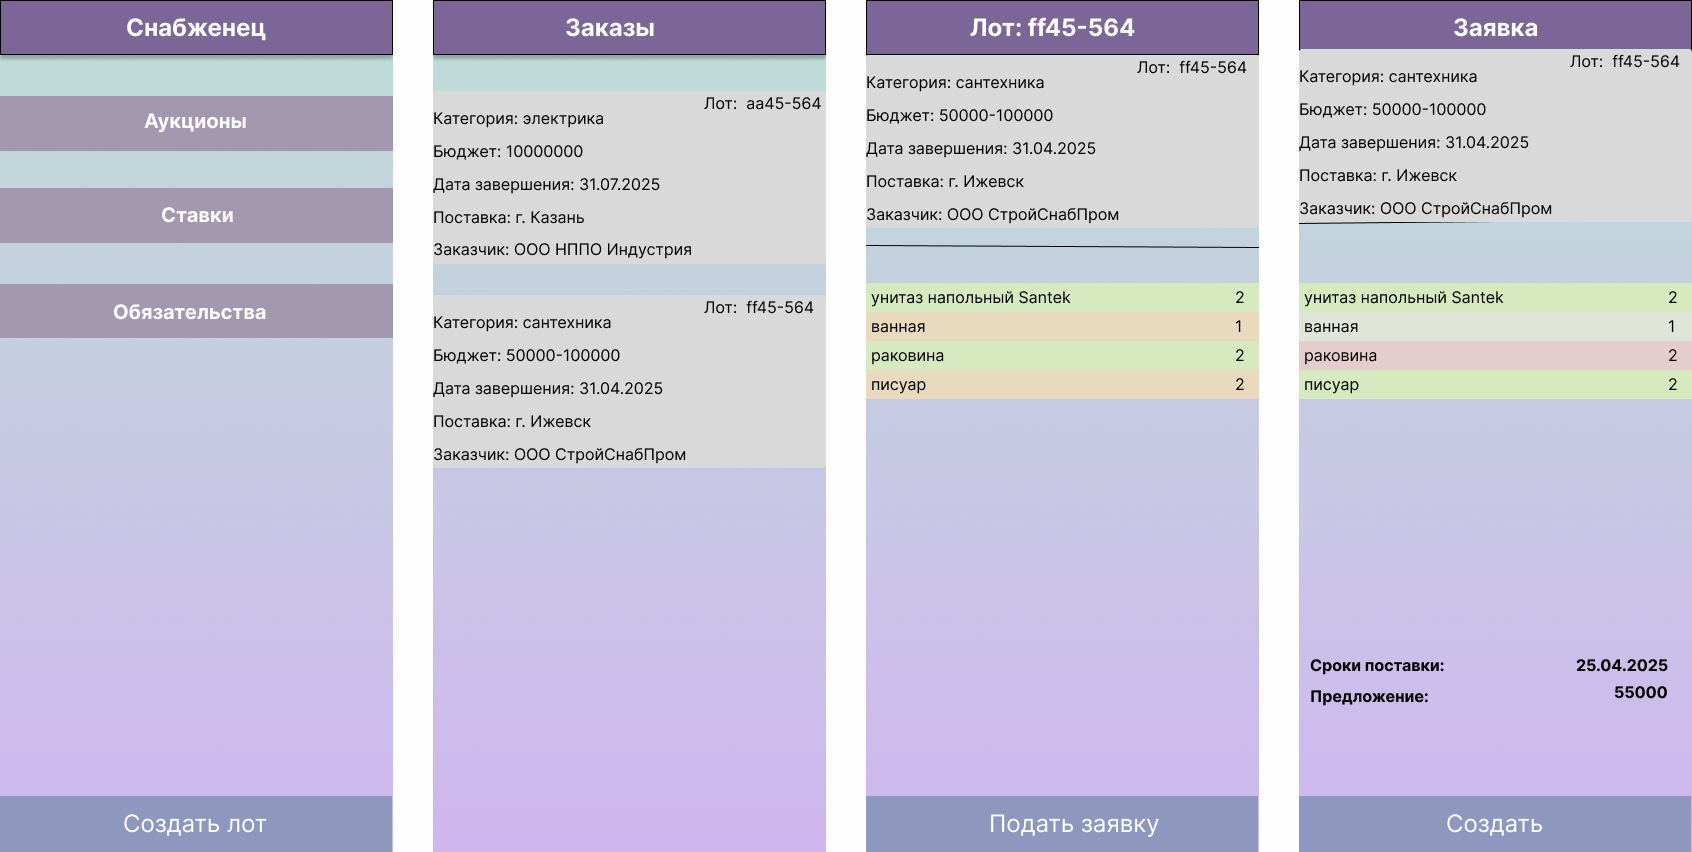 Снабженец
Аукционы
Ставки
Обязательства
Создать лот
Заказы
Лот: аа45-564
Категория: электрика
Бюджет: 10000000
Дата завершения: 31.07.2025
Поставка: г. Казань
Заказчик: ООО НППО Индустрия
Лот: ff45-564
Категория: сантехника
Бюджет: 50000-100000
Дата завершения: 31.04.2025
Поставка: г. Ижевск
Заказчик: ООО СтройСнабПром
Лот: ff45-564
Лот: ff45-564
Категория: сантехника
Бюджет: 50000-100000
Дата завершения: 31.04.2025
Поставка: г. Ижевск
Заказчик: ООО СтройСнабПром
унитаз напольный Santek 2
ванная 1
раковина 2
писуар 2
Подать заявку
Заявка
Лот: ff45-564
Категория: сантехника
Бюджет: 50000-100000
Дата завершения: 31.04.2025
Поставка: г. Ижевск
Заказчик: ООО СтройСнабПром
унитаз напольный Santek 2
ванная 1
раковина 2
писуар 2
Сроки поставки: 25.04.2025
Предложение: 55000
Создать